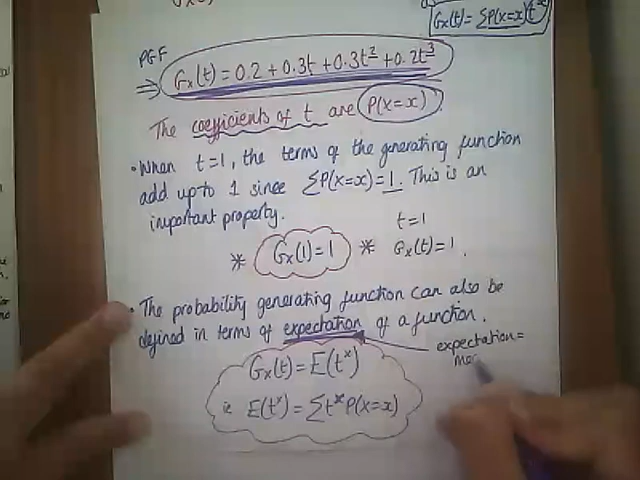 Gx(t) = ΣP(X=x)t^x
PGF
⇒ Gx(t) = 0.2 + 0.3t + 0.3t² + 0.2t³
The coefficients of t are P(X=x)
• When t=1, the terms of the generating function
add up to 1 since ΣP(X=x)=1. This is an
important property.
t=1
* Gx(1)=1 * Gx(t)=1.
• The probability generating function can also be
defined in terms of expectation of a function.
expectation=
Gx(t) = E(t^x)
ie E(t^x) = Σt^x P(X=x)